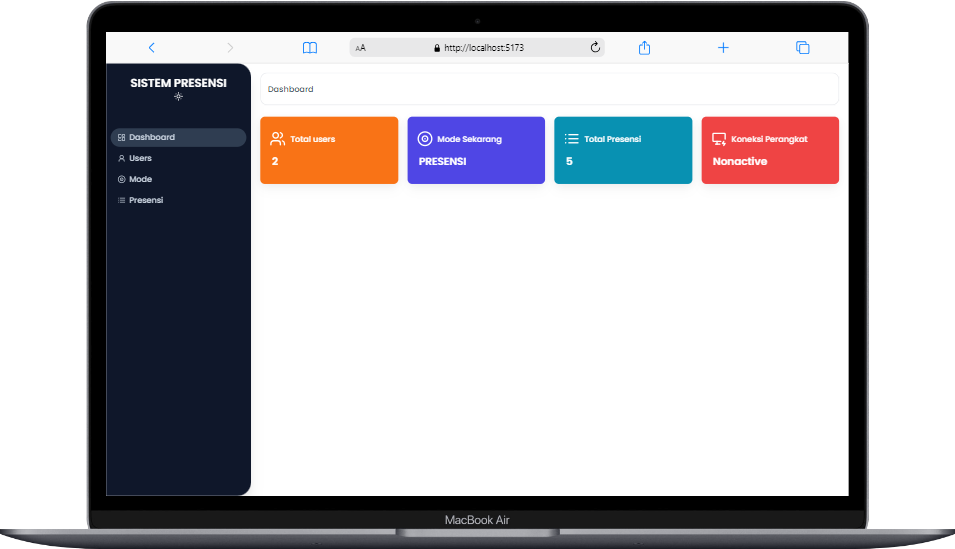 AA http://localhost:5173
SISTEM PRESENSI
Dashboard
Users
Mode
Presensi
Dashboard
Total users
2
Mode Sekarang
PRESENSI
Total Presensi
5
Koneksi Perangkat
Nonactive
MacBook Air